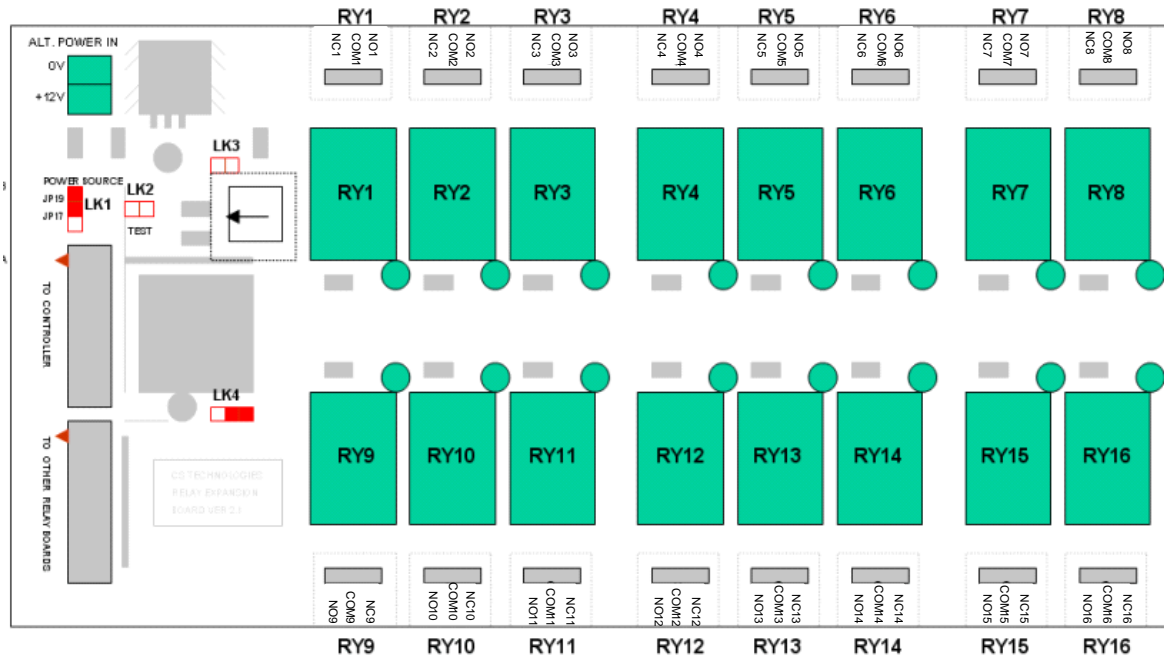 RY1 RY2 RY3 RY4 RY5 RY6 RY7 RY8
NC1 COM1 NO1 NC2 COM2 NO2 NC3 COM3 NO3 NC4 COM4 NO4 NC5 COM5 NO5 NC6 COM6 NO6 NC7 COM7 NO7 NC8 COM8 NO8
ALT. POWER IN
0V
+12V
LK3
POWER SOURCE
JP19
JP17
LK1
LK2
TEST
RY1 RY2 RY3 RY4 RY5 RY6 RY7 RY8
TO CONTROLLER
LK4
TO OTHER RELAY BOARDS
CS TECHNOLOGIES
RELAY EXPANSION
BOARD VER 2.1
RY9 RY10 RY11 RY12 RY13 RY14 RY15 RY16
NO9 COM9 NC9 NO10 COM10 NC10 NO11 COM11 NC11 NO12 COM12 NC12 NO13 COM13 NC13 NO14 COM14 NC14 NO15 COM15 NC15 NO16 COM16 NC16
RY9 RY10 RY11 RY12 RY13 RY14 RY15 RY16